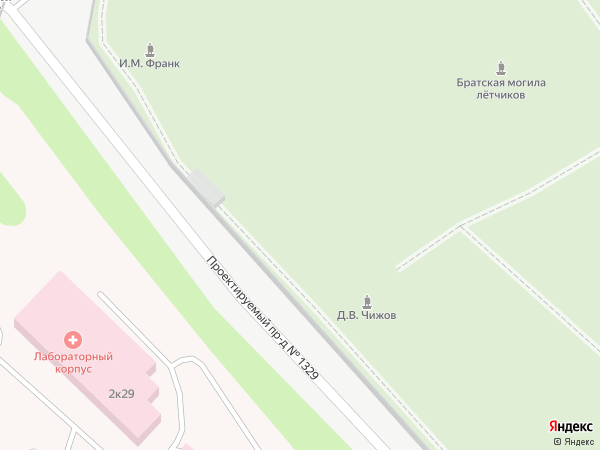 И.М. Франк
Братская могила
лётчиков
Проектируемый пр-д № 1329
Д.В. Чижов
Лабораторный
корпус
2к29
Яндекс
© Яндекс